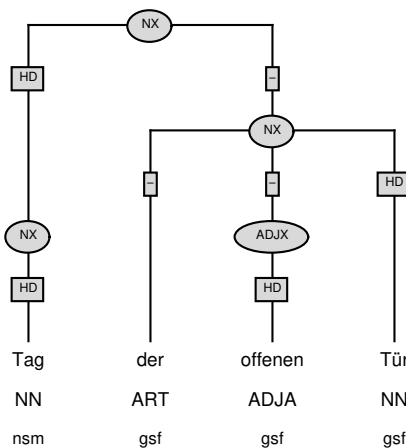 NX
HD –
NX
– – HD
NX ADJX
HD HD
Tag der offenen Tür
NN ART ADJA NN
nsm gsf gsf gsf